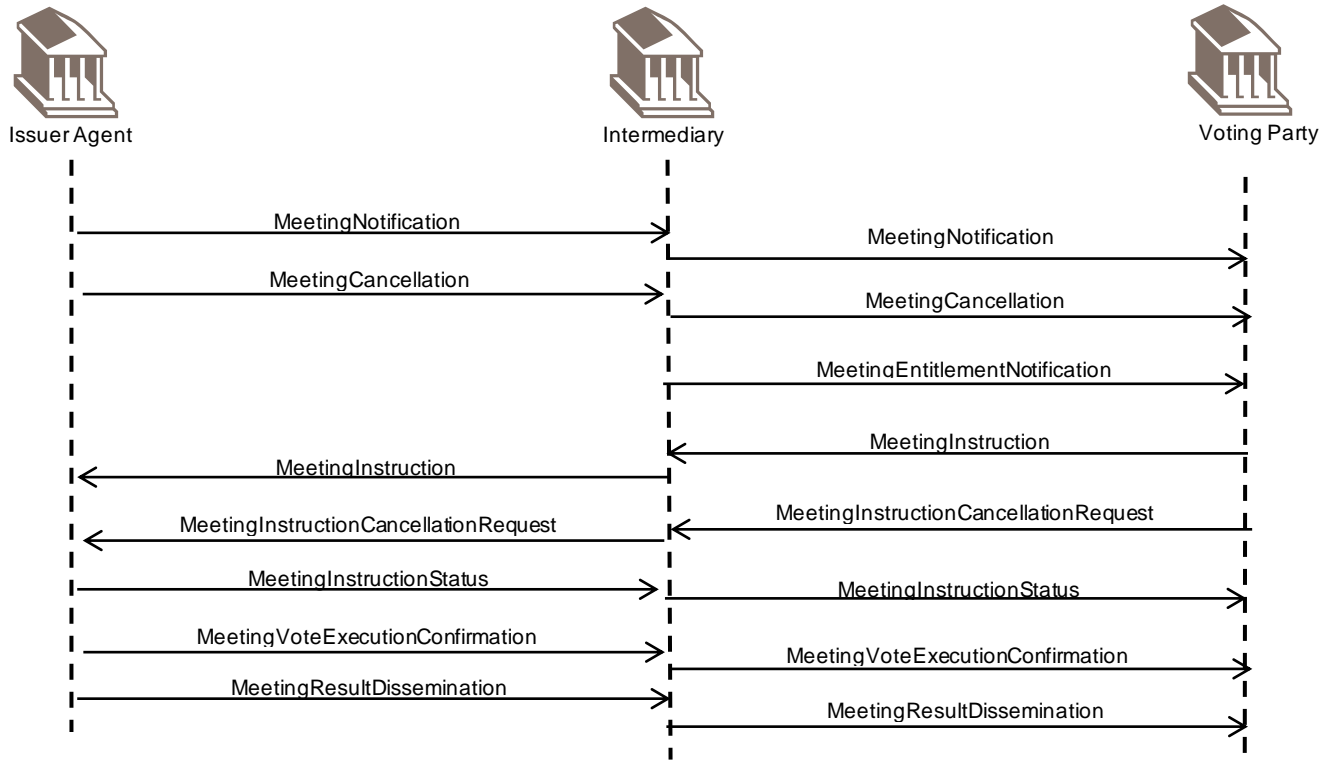 Issuer Agent
Intermediary
Voting Party
MeetingNotification
MeetingNotification
MeetingCancellation
MeetingCancellation
MeetingEntitlementNotification
MeetingInstruction
MeetingInstruction
MeetingInstructionCancellationRequest
MeetingInstructionCancellationRequest
MeetingInstructionStatus
MeetingInstructionStatus
MeetingVoteExecutionConfirmation
MeetingVoteExecutionConfirmation
MeetingResultDissemination
MeetingResultDissemination